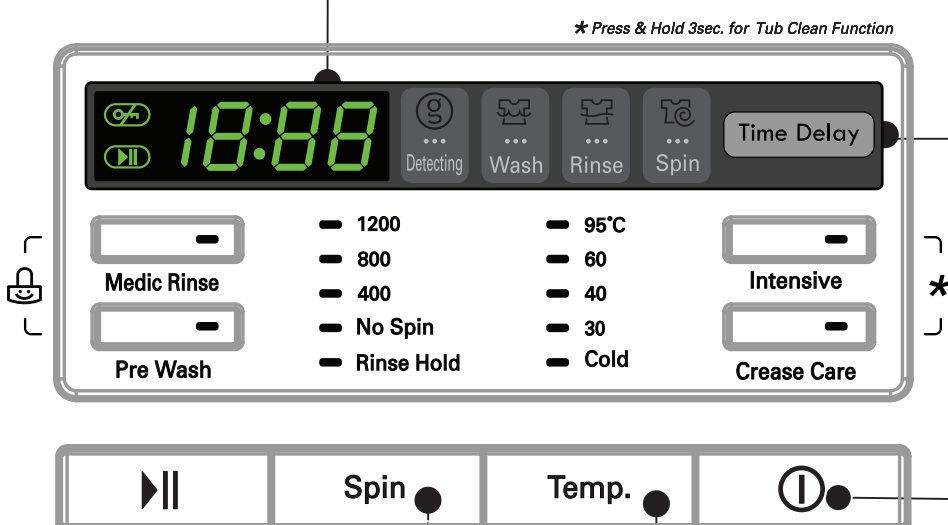 * Press & Hold 3sec. for Tub Clean Function
18:88
g
Detecting
Wash
Rinse
Spin
Time Delay
Medic Rinse
Pre Wash
1200
800
400
No Spin
Rinse Hold
95°C
60
40
30
Cold
Intensive
Crease Care
*
Spin
Temp.